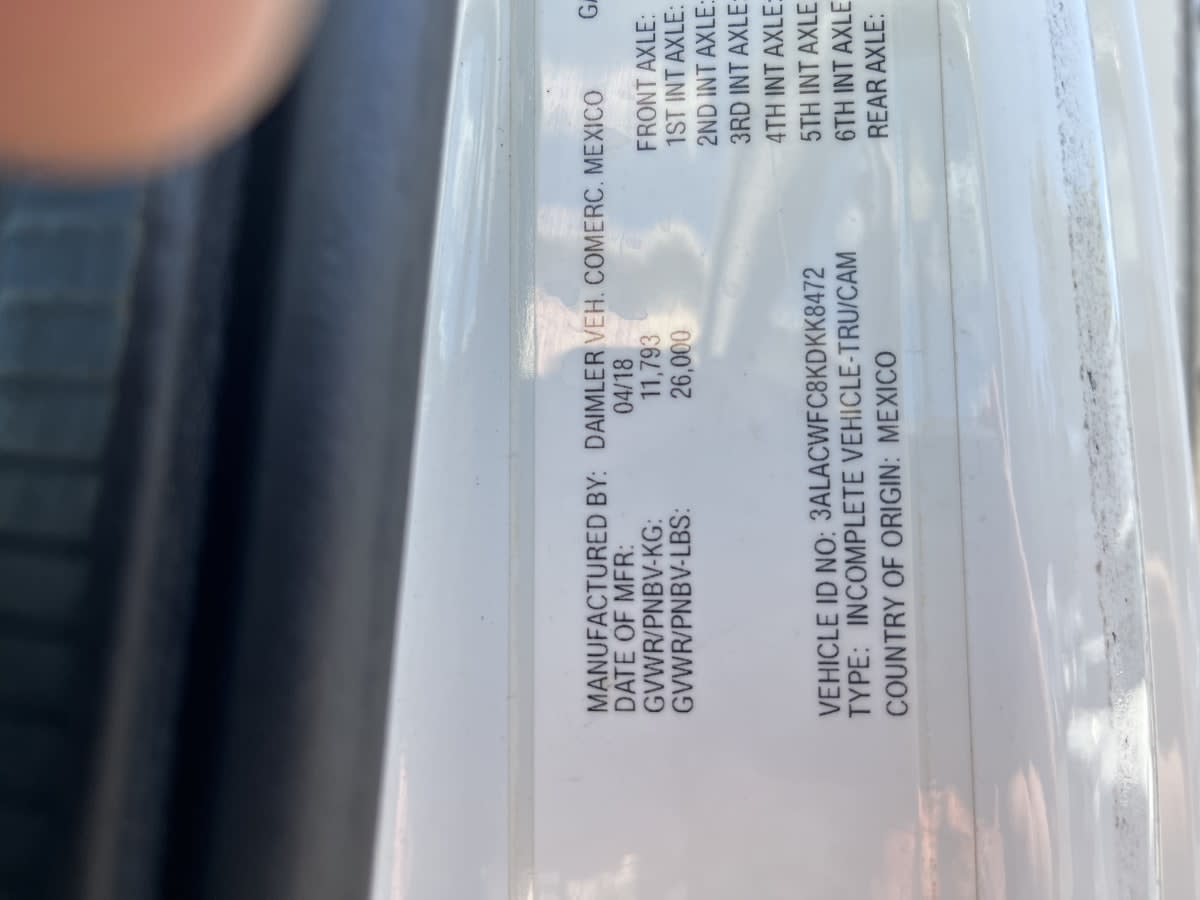 MANUFACTURED BY: DAIMLER VEH. COMERC. MEXICO
DATE OF MFR: 04/18
GVWR/PNBV-KG: 11,793
GVWR/PNBV-LBS: 26,000
FRONT AXLE:
1ST INT AXLE:
2ND INT AXLE:
3RD INT AXLE:
4TH INT AXLE:
5TH INT AXLE
6TH INT AXLE
REAR AXLE:
VEHICLE ID NO: 3ALACWFC8KDKK8472
TYPE: INCOMPLETE VEHICLE-TRU/CAM
COUNTRY OF ORIGIN: MEXICO